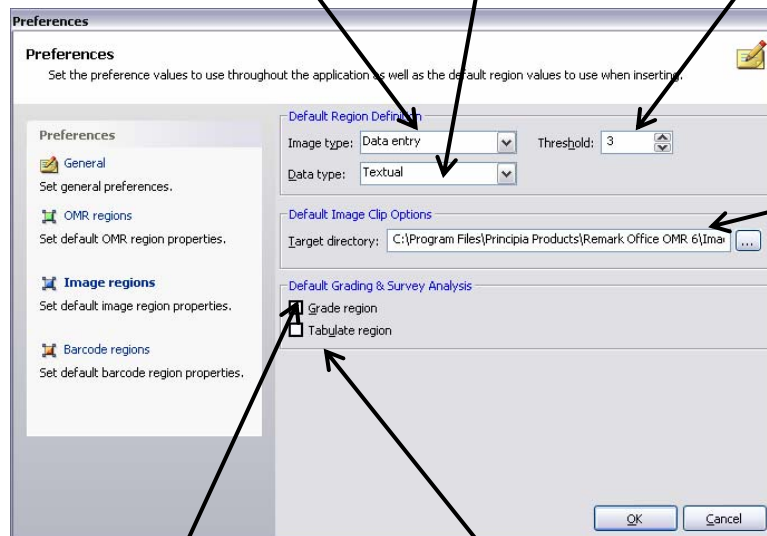 Preferences
Preferences
Set the preference values to use throughout the application as well as the default region values to use when inserting.
Preferences
General
Set general preferences.
OMR regions
Set default OMR region properties.
Image regions
Set default image region properties.
Barcode regions
Set default barcode region properties.
Default Region Definition
Image type: Data entry Threshold: 3
Data type: Textual
Default Image Clip Options
Target directory: C:\Program Files\Principia Products\Remark Office OMR 6\Ima ...
Default Grading & Survey Analysis
Grade region
Tabulate region
OK Cancel